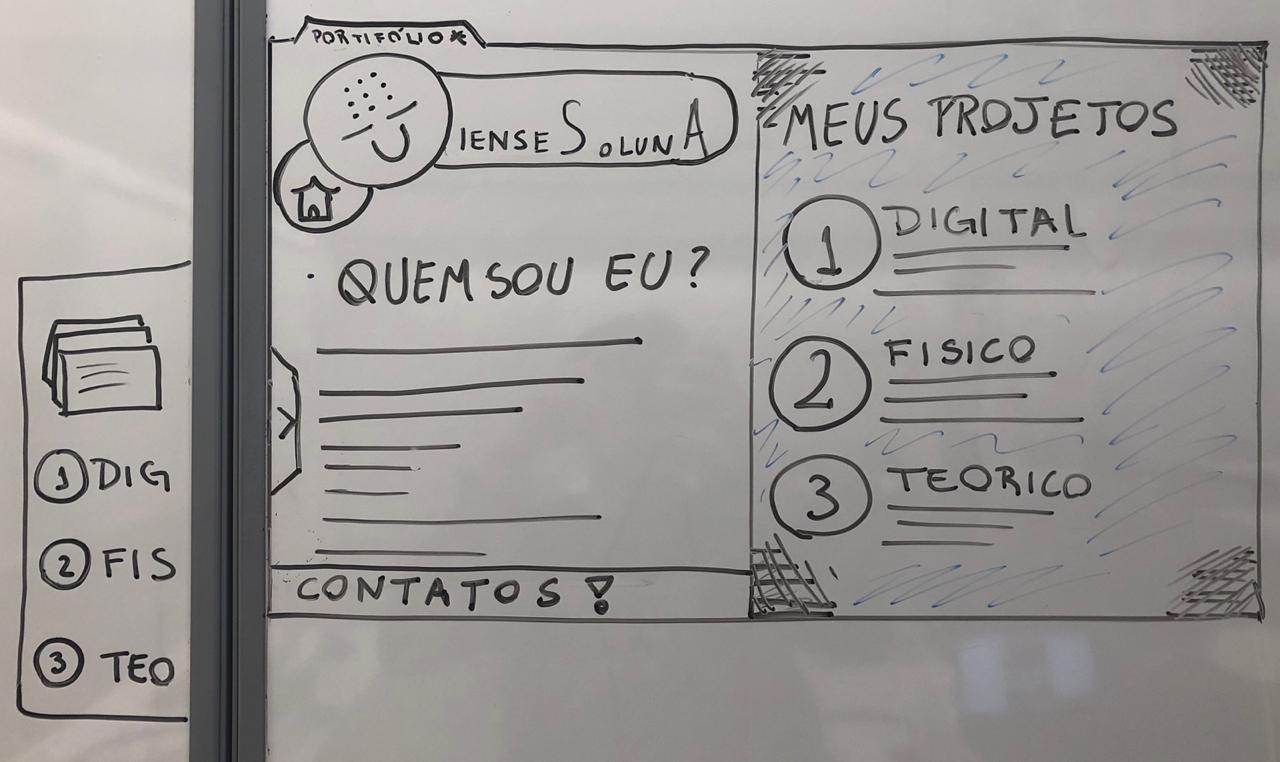 PORTIFÓLIO*
IENSE SOLUNA
QUEM SOU EU?
CONTATOS!
MEUS PROJETOS
1 DIGITAL
2 FISICO
3 TEORICO
1 DIG
2 FIS
3 TEO